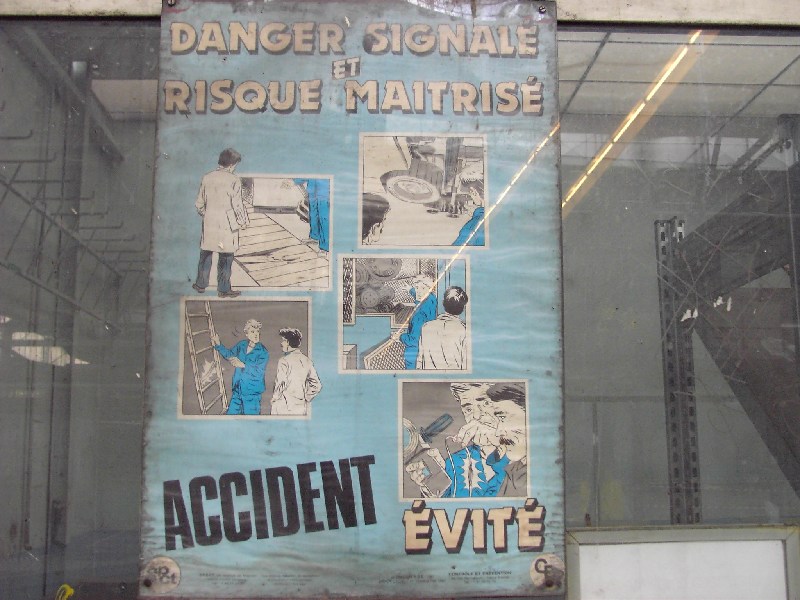 DANGER SIGNALÉ
ET
RISQUE MAITRISÉ
ACCIDENT
ÉVITÉ